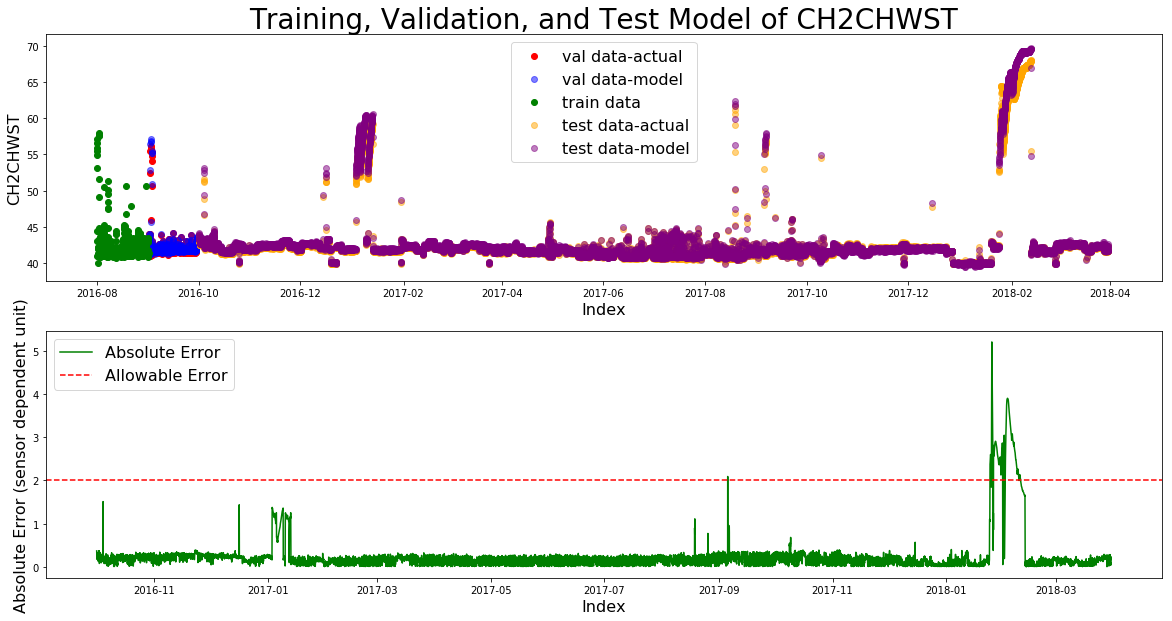 Training, Validation, and Test Model of CH2CHWST
CH2CHWST
70
65
60
55
50
45
40
val data-actual
val data-model
train data
test data-actual
test data-model
2016-08 2016-10 2016-12 2017-02 2017-04 2017-06 2017-08 2017-10 2017-12 2018-02 2018-04
Index
Absolute Error (sensor dependent unit)
5
4
3
2
1
0
Absolute Error
Allowable Error
2016-11 2017-01 2017-03 2017-05 2017-07 2017-09 2017-11 2018-01 2018-03
Index